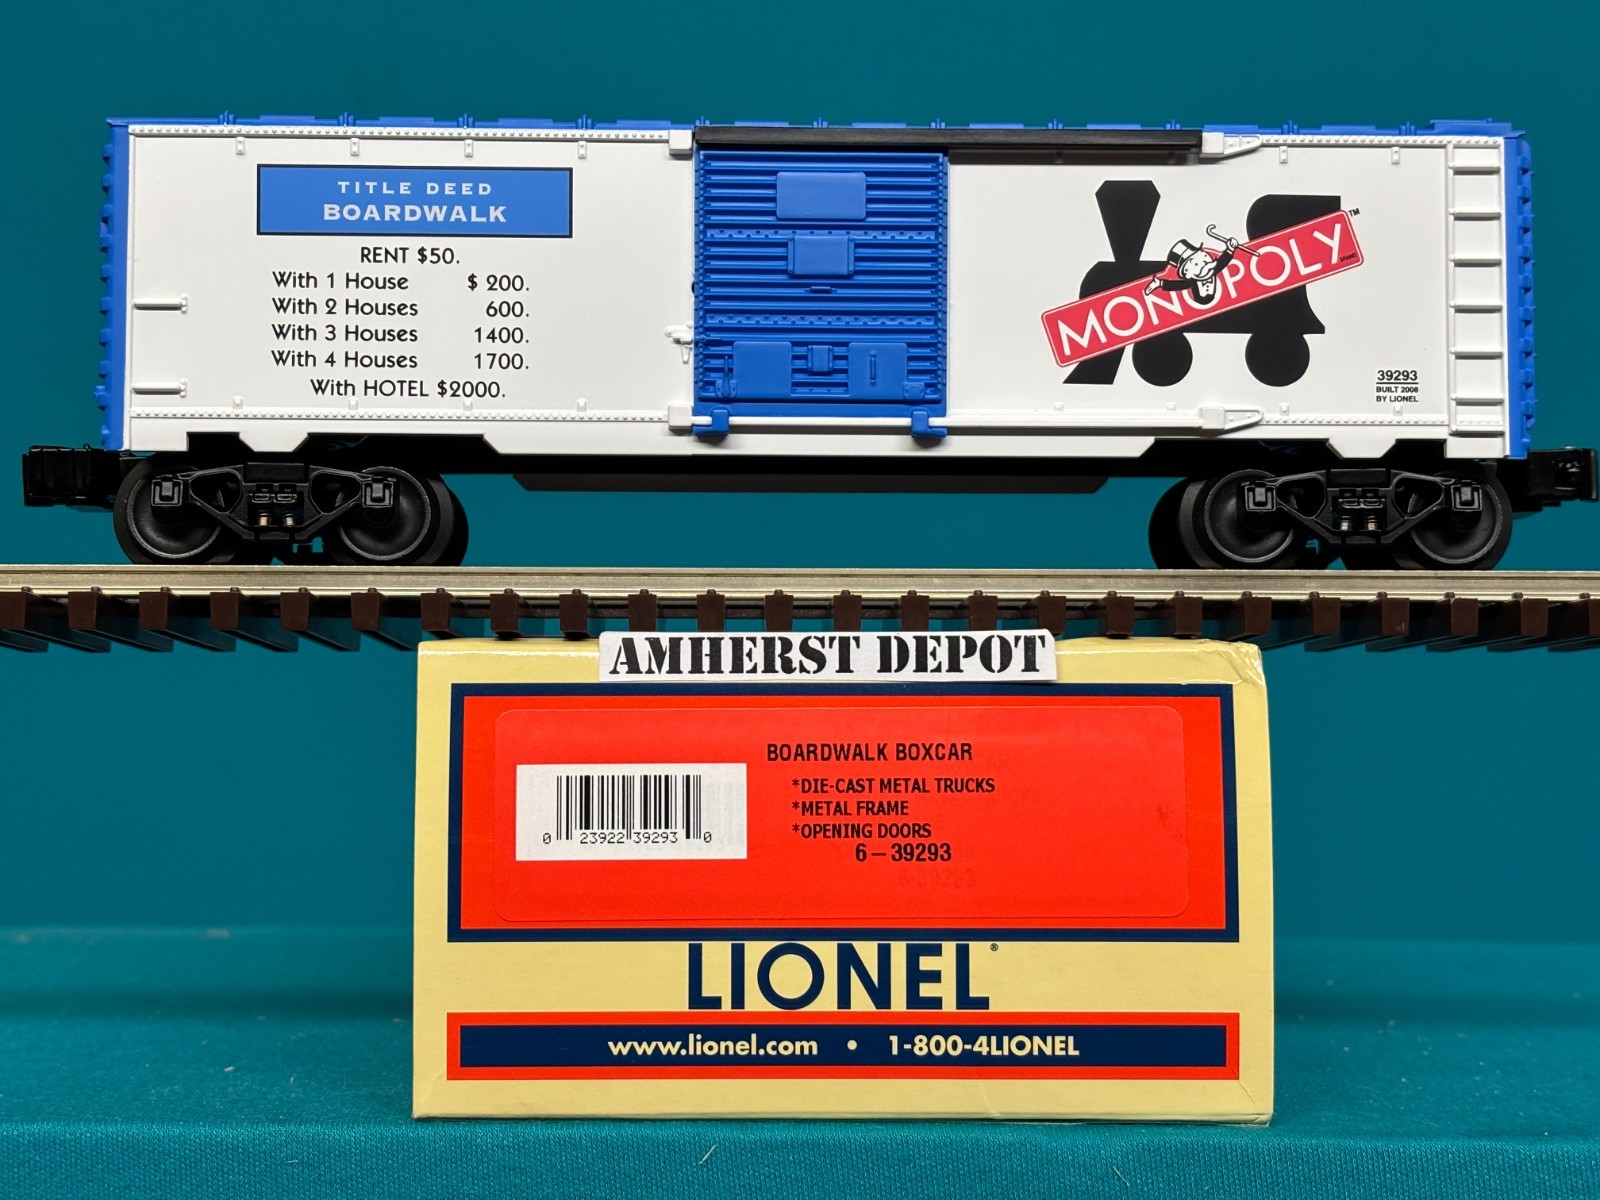 TITLE DEED
BOARDWALK
RENT $50.
With 1 House $ 200.
With 2 Houses 600.
With 3 Houses 1400.
With 4 Houses 1700.
With HOTEL $2000.
MONOPOLY™
39293
BUILT 2008
BY LIONEL
AMHERST DEPOT
BOARDWALK BOXCAR
*DIE-CAST METAL TRUCKS
*METAL FRAME
*OPENING DOORS
6-39293
0 23922 39293 0
LIONEL®
www.lionel.com • 1-800-4LIONEL